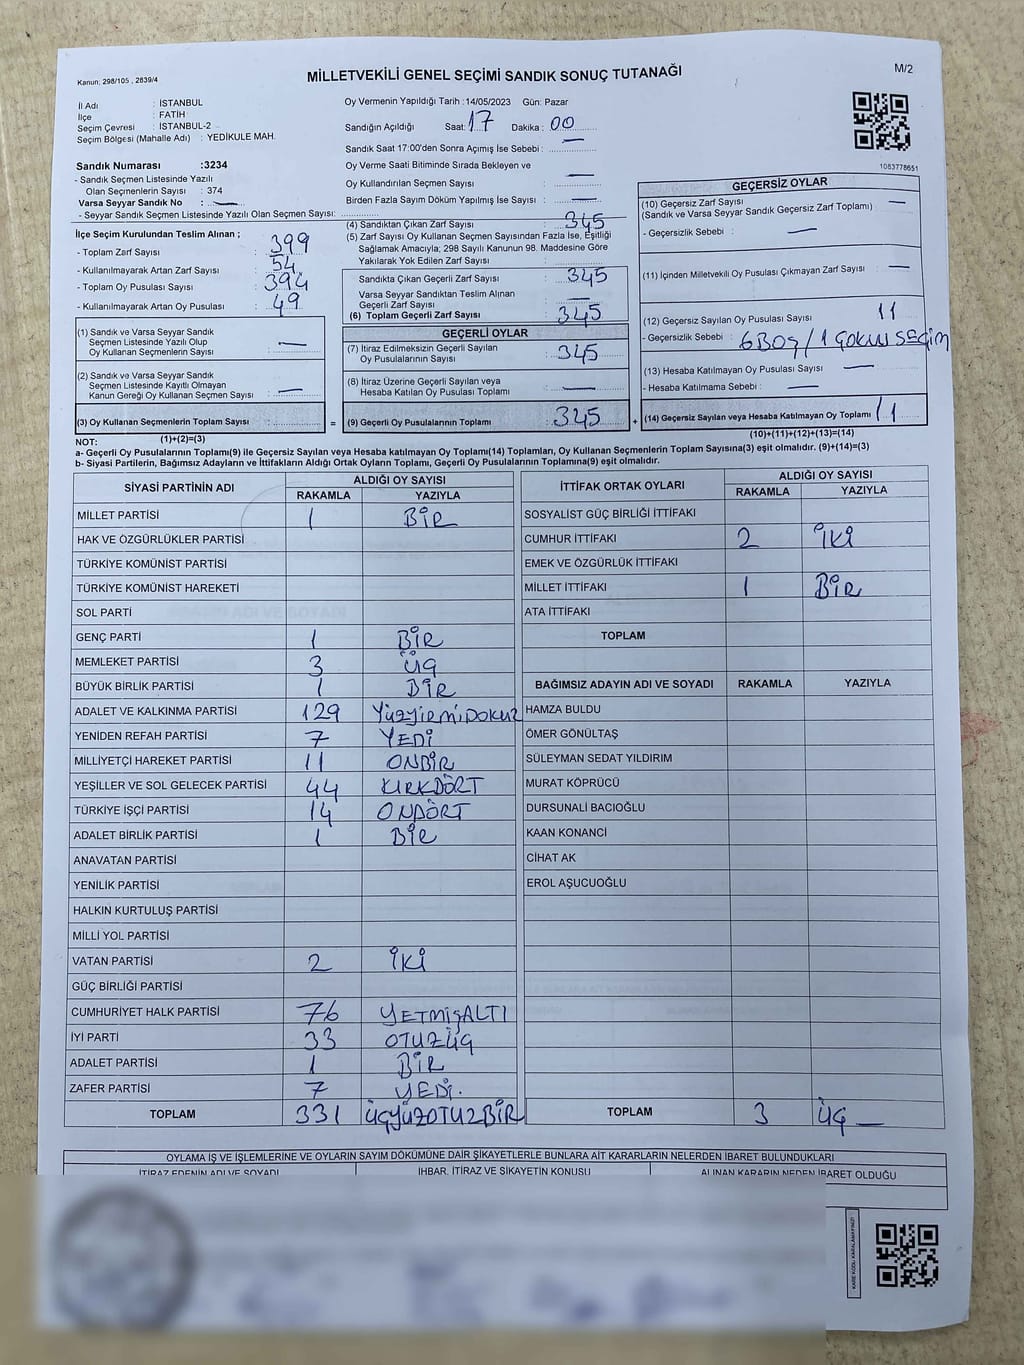 Kanun: 298/105 , 2839/4
MİLLETVEKİLİ GENEL SEÇİMİ SANDIK SONUÇ TUTANAĞI
M/2
İl Adı : İSTANBUL
İlçe : FATİH
Seçim Çevresi : İSTANBUL-2
Seçim Bölgesi (Mahalle Adı) : YEDİKULE MAH.
Sandık Numarası :3234
- Sandık Seçmen Listesinde Yazılı
Olan Seçmenlerin Sayısı : 374
Varsa Seyyar Sandık No : —
- Seyyar Sandık Seçmen Listesinde Yazılı Olan Seçmen Sayısı:
Oy Vermenin Yapıldığı Tarih :14/05/2023 Gün: Pazar
Sandığın Açıldığı Saat: 17 Dakika : 00
Sandık Saat 17:00'den Sonra Açımış İse Sebebi : —
Oy Verme Saati Bitiminde Sırada Bekleyen ve
Oy Kullandırılan Seçmen Sayısı : —
Birden Fazla Sayım Döküm Yapılmış İse Sayısı : —
1083778651
İlçe Seçim Kurulundan Teslim Alınan ;
- Toplam Zarf Sayısı : 399
- Kullanılmayarak Artan Zarf Sayısı : 54
- Toplam Oy Pusulası Sayısı : 394
- Kullanılmayarak Artan Oy Pusulası : 49
(1) Sandık ve Varsa Seyyar Sandık
Seçmen Listesinde Yazılı Olup
Oy Kullanan Seçmenlerin Sayısı : —
(2) Sandık ve Varsa Seyyar Sandık
Seçmen Listesinde Kayıtlı Olmayan
Kanun Gereği Oy Kullanan Seçmen Sayısı : —
(3) Oy Kullanan Seçmenlerin Toplam Sayısı :
(1)+(2)=(3)
(4) Sandıktan Çıkan Zarf Sayısı : 345
(5) Zarf Sayısı Oy Kullanan Seçmen Sayısından Fazla İse, Eşitliği
Sağlamak Amacıyla; 298 Sayılı Kanunun 98. Maddesine Göre
Yakılarak Yok Edilen Zarf Sayısı :
Sandıkta Çıkan Geçerli Zarf Sayısı : 345
Varsa Seyyar Sandıktan Teslim Alınan
Geçerli Zarf Sayısı : —
(6) Toplam Geçerli Zarf Sayısı : 345
GEÇERLİ OYLAR
(7) İtiraz Edilmeksizin Geçerli Sayılan
Oy Pusulalarının Sayısı : 345
(8) İtiraz Üzerine Geçerli Sayılan veya
Hesaba Katılan Oy Pusulası Toplamı : —
= (9) Geçerli Oy Pusulalarının Toplamı : 345
GEÇERSİZ OYLAR
(10) Geçersiz Zarf Sayısı
(Sandık ve Varsa Seyyar Sandık Geçersiz Zarf Toplamı) : —
- Geçersizlik Sebebi : —
(11) İçinden Milletvekili Oy Pusulası Çıkmayan Zarf Sayısı : —
(12) Geçersiz Sayılan Oy Pusulası Sayısı : 11
- Geçersizlik Sebebi : 6 BOŞ / 1 ÇOKLU SEÇİM
(13) Hesaba Katılmayan Oy Pusulası Sayısı : —
- Hesaba Katılmama Sebebi : —
+ (14) Geçersiz Sayılan veya Hesaba Katılmayan Oy Toplamı : 11
(10)+(11)+(12)+(13)=(14)
NOT:
a- Geçerli Oy Pusulalarının Toplamı(9) ile Geçersiz Sayılan veya Hesaba katılmayan Oy Toplamı(14) Toplamları, Oy Kullanan Seçmenlerin Toplam Sayısına(3) eşit olmalıdır. (9)+(14)=(3)
b- Siyasi Partilerin, Bağımsız Adayların ve İttifakların Aldığı Ortak Oyların Toplamı, Geçerli Oy Pusulalarının Toplamına(9) eşit olmalıdır.
SİYASİ PARTİNİN ADI ALDIĞI OY SAYISI
RAKAMLA YAZIYLA
MİLLET PARTİSİ 1 BİR
HAK VE ÖZGÜRLÜKLER PARTİSİ
TÜRKİYE KOMÜNİST PARTİSİ
TÜRKİYE KOMÜNİST HAREKETİ
SOL PARTİ
GENÇ PARTİ 1 BİR
MEMLEKET PARTİSİ 3 ÜÇ
BÜYÜK BİRLİK PARTİSİ 1 BİR
ADALET VE KALKINMA PARTİSİ 129 YÜZYİRMİDOKUZ
YENİDEN REFAH PARTİSİ 7 YEDİ
MİLLİYETÇİ HAREKET PARTİSİ 11 ONBİR
YEŞİLLER VE SOL GELECEK PARTİSİ 44 KIRKDÖRT
TÜRKİYE İŞÇİ PARTİSİ 14 ONDÖRT
ADALET BİRLİK PARTİSİ 1 BİR
ANAVATAN PARTİSİ
YENİLİK PARTİSİ
HALKIN KURTULUŞ PARTİSİ
MİLLİ YOL PARTİSİ
VATAN PARTİSİ 2 İKİ
GÜÇ BİRLİĞİ PARTİSİ
CUMHURİYET HALK PARTİSİ 76 YETMİŞALTI
İYİ PARTİ 33 OTUZÜÇ
ADALET PARTİSİ 1 BİR
ZAFER PARTİSİ 7 YEDİ.
TOPLAM 331 ÜÇYÜZOTUZBİR
İTTİFAK ORTAK OYLARI ALDIĞI OY SAYISI
RAKAMLA YAZIYLA
SOSYALİST GÜÇ BİRLİĞİ İTTİFAKI
CUMHUR İTTİFAKI 2 İKİ
EMEK VE ÖZGÜRLÜK İTTİFAKI
MİLLET İTTİFAKI 1 BİR
ATA İTTİFAKI
TOPLAM
BAĞIMSIZ ADAYIN ADI VE SOYADI RAKAMLA YAZIYLA
HAMZA BULDU
ÖMER GÖNÜLTAŞ
SÜLEYMAN SEDAT YILDIRIM
MURAT KÖPRÜCÜ
DURSUNALİ BACIOĞLU
KAAN KONANCİ
CİHAT AK
EROL AŞUCUOĞLU
TOPLAM 3 ÜÇ —
OYLAMA İŞ VE İŞLEMLERİNE VE OYLARIN SAYIM DÖKÜMÜNE DAİR ŞİKAYETLERLE BUNLARA AİT KARARLARIN NELERDEN İBARET BULUNDUKLARI
İTİRAZ EDENİN ADI VE SOYADI İHBAR, İTİRAZ VE ŞİKAYETİN KONUSU ALINAN KARARIN NEDEN İBARET OLDUĞU
KARE KODU KARALAMAYINIZ!